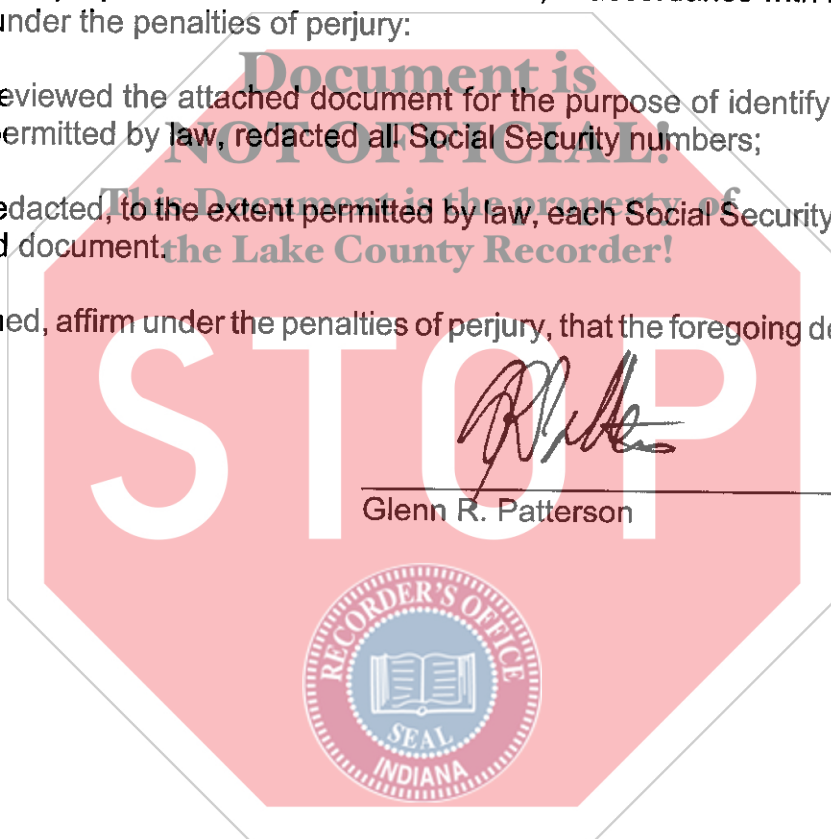 under the penalties of perjury:
Document is
eviewed the attached document for the purpose of identify
ermitted by law, redacted all Social Security numbers;
NOT OFFICIAL!
edacted, to the extent permitted by law, each Social Security
This Document is the property of
d document.
the Lake County Recorder!
ned, affirm under the penalties of perjury, that the foregoing de
STOP
Glenn R. Patterson
RECORDER'S OFFICE
SEAL
INDIANA